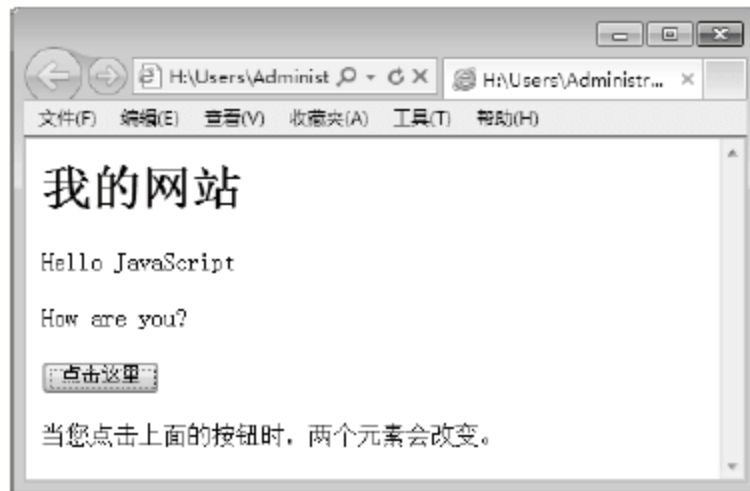 H:\Users\Administ
H:\Users\Administr...
文件(F) 编辑(E) 查看(V) 收藏夹(A) 工具(T) 帮助(H)
我的网站
Hello JavaScript
How are you?
点击这里
当您点击上面的按钮时，两个元素会改变。